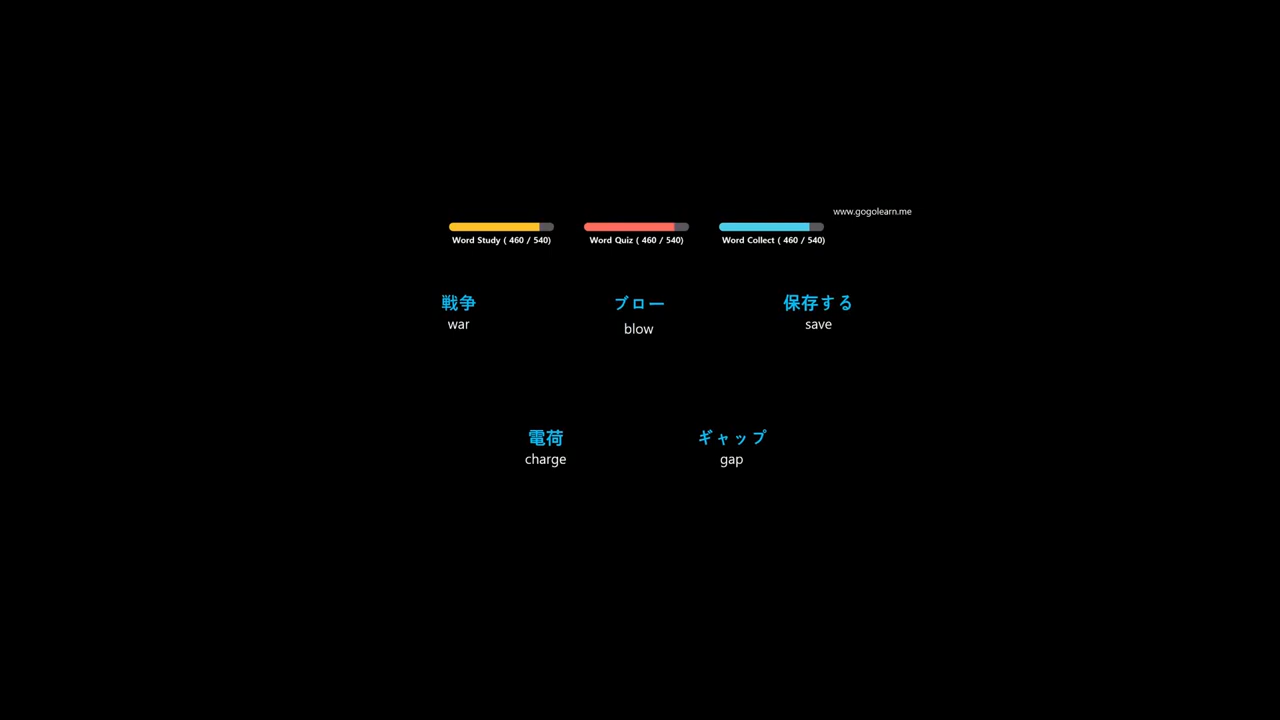 www.gogolearn.me
Word Study ( 460 / 540)
Word Quiz ( 460 / 540)
Word Collect ( 460 / 540)
戦争
war
ブロー
blow
保存する
save
電荷
charge
ギャップ
gap